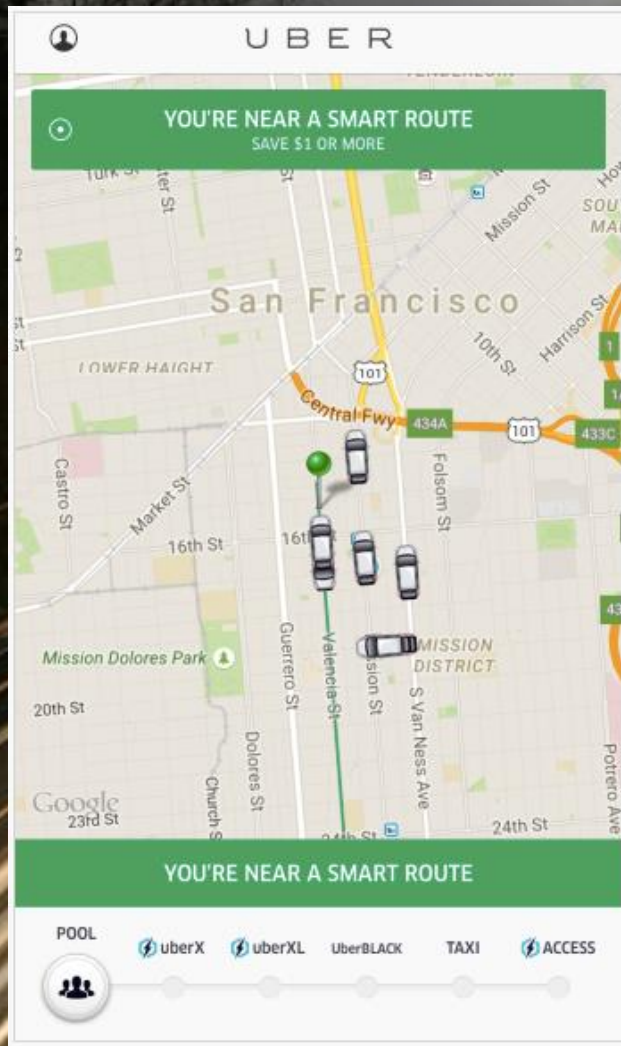 UBER
YOU'RE NEAR A SMART ROUTE
SAVE $1 OR MORE
Turk St
St
Mission St
San Francisco
LOWER HAIGHT
10th St
Harrison St
1
101
Central Fwy
434A
101
433C
Castro St
Market St
Folsom St
16th St
Mission Dolores Park
Guerrero St
Valencia St
MISSION
DISTRICT
20th St
Dolores St
S Van Ness Ave
Church S
Potrero Ave
Google
23rd St
24th St
24th St
YOU'RE NEAR A SMART ROUTE
POOL
uberX
uberXL
UberBLACK
TAXI
ACCESS